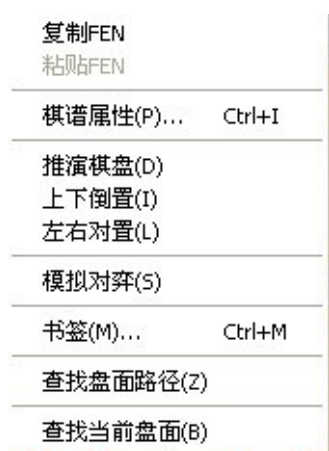 复制FEN
粘贴FEN
棋谱属性(P)... Ctrl+I
推演棋盘(D)
上下倒置(I)
左右对置(L)
模拟对弈(S)
书签(M)... Ctrl+M
查找盘面路径(Z)
查找当前盘面(B)